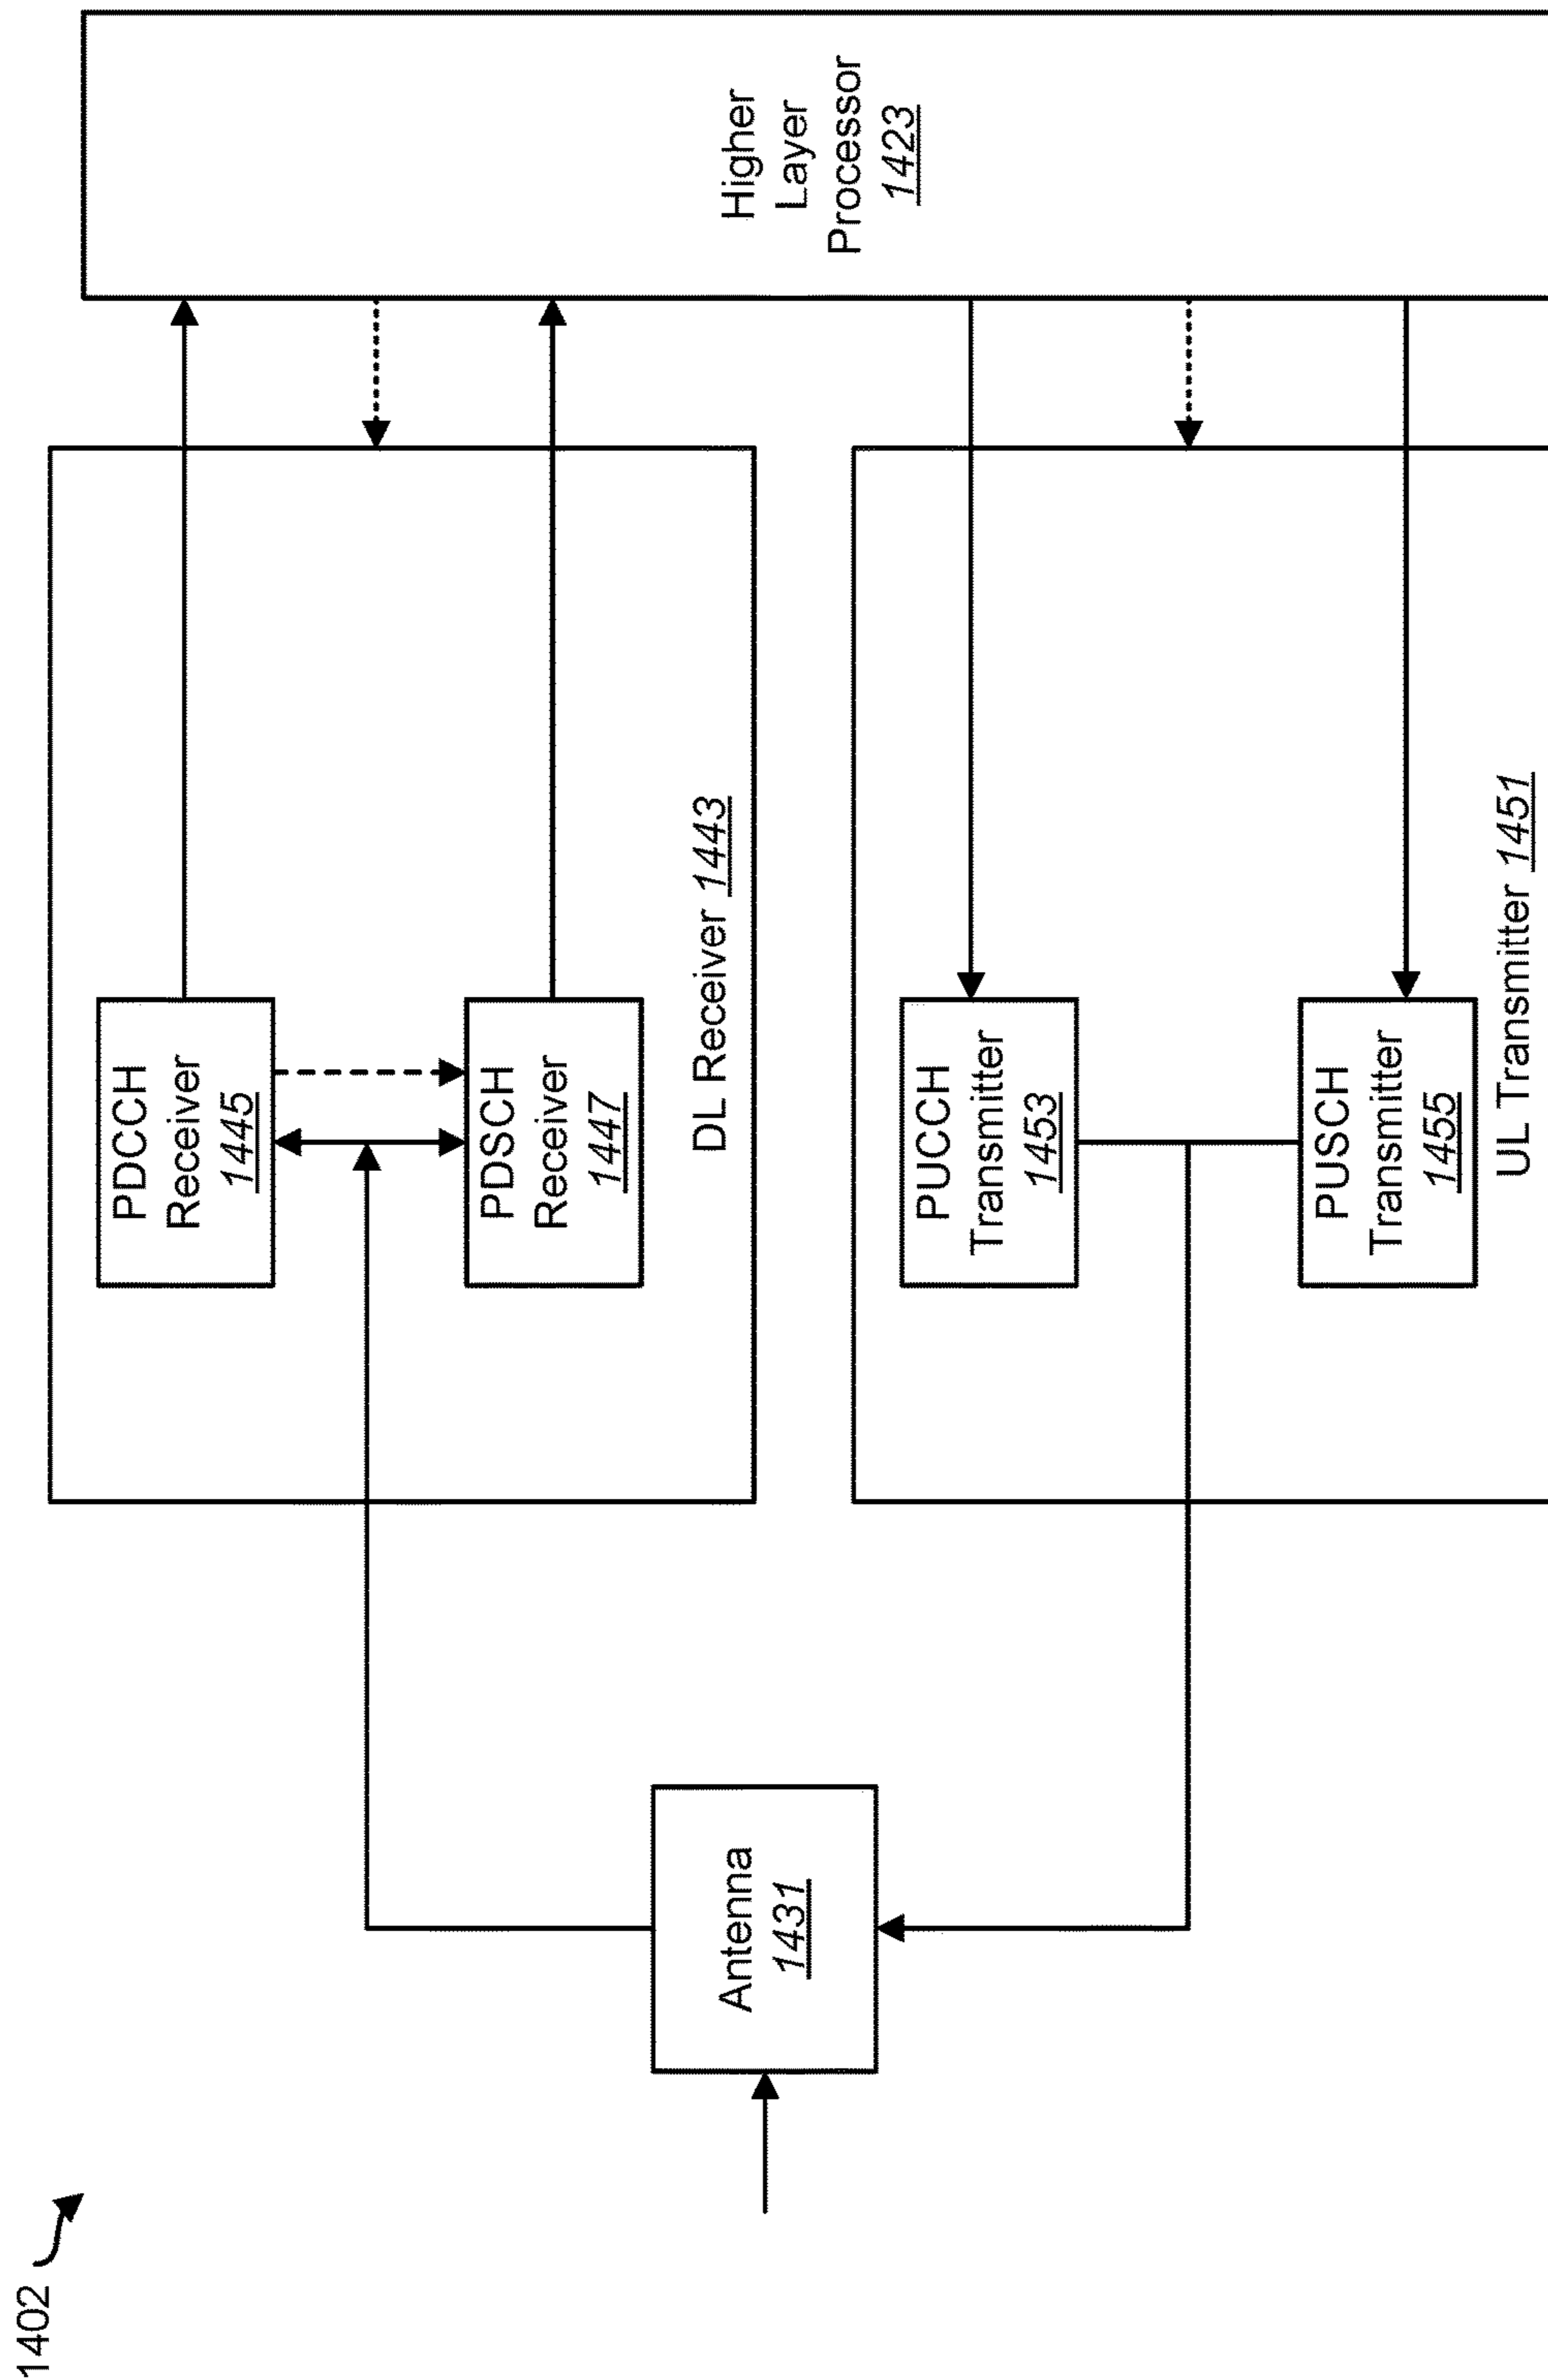 1402
Antenna
1431
PDCCH
Receiver
1445
PDSCH
Receiver
1447
DL Receiver 1443
PUCCH
Transmitter
1453
PUSCH
Transmitter
1455
UL Transmitter 1451
Higher
Layer
Processor
1423